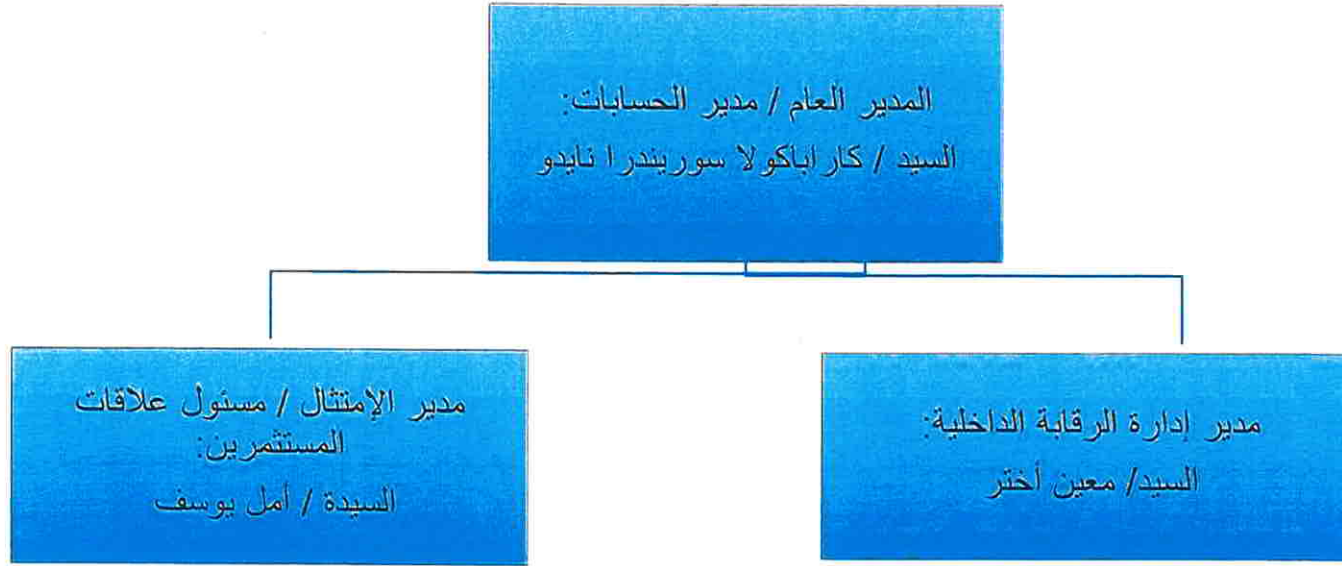 المدير العام / مدير الحسابات:
السيد / كاراباكولا سوريندرا نايدو
مدير إدارة الرقابة الداخلية:
السيد/ معين أختر
مدير الإمتثال / مسئول علاقات
المستثمرين:
السيدة / أمل يوسف